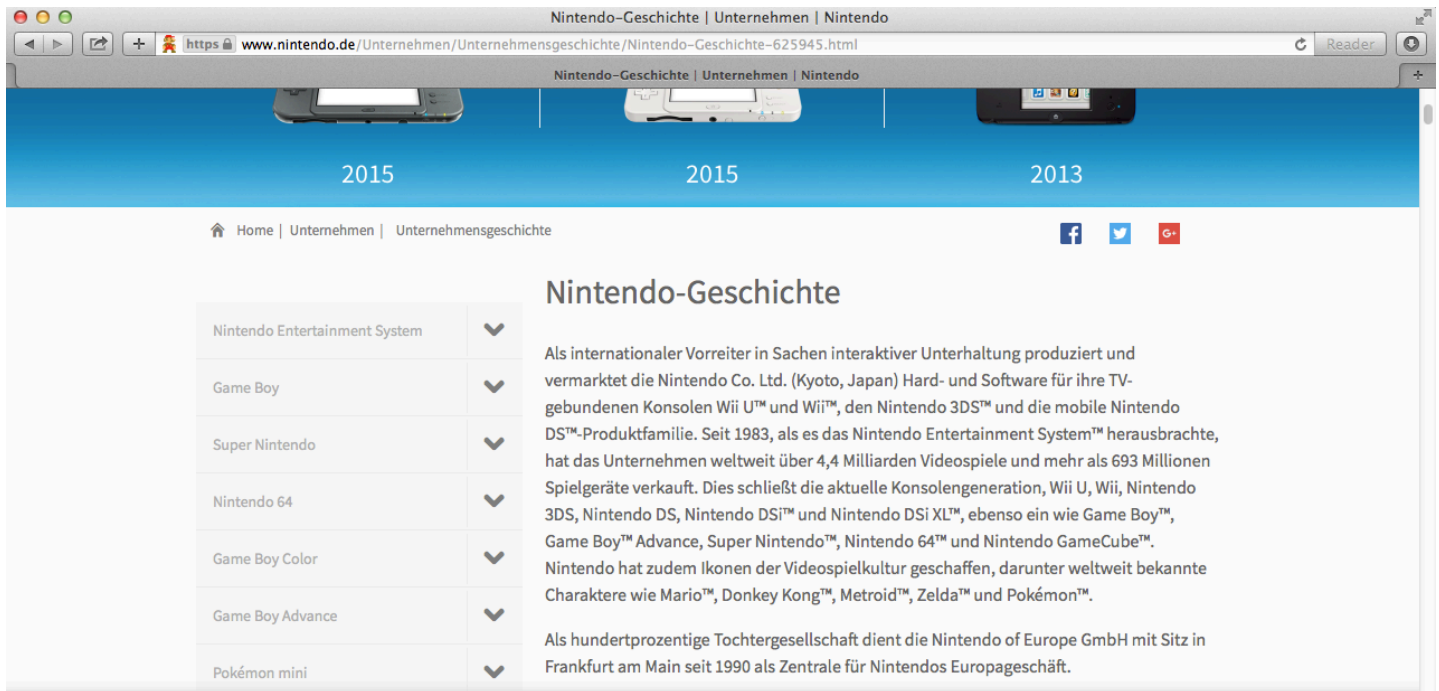 Nintendo-Geschichte | Unternehmen | Nintendo
https www.nintendo.de/Unternehmen/Unternehmensgeschichte/Nintendo-Geschichte-625945.html
Reader
Nintendo-Geschichte | Unternehmen | Nintendo
2015
2015
2013
Home | Unternehmen | Unternehmensgeschichte
G+
Nintendo Entertainment System
Game Boy
Super Nintendo
Nintendo 64
Game Boy Color
Game Boy Advance
Pokémon mini
Nintendo-Geschichte
Als internationaler Vorreiter in Sachen interaktiver Unterhaltung produziert und
vermarktet die Nintendo Co. Ltd. (Kyoto, Japan) Hard- und Software für ihre TV-
gebundenen Konsolen Wii U™ und Wii™, den Nintendo 3DS™ und die mobile Nintendo
DS™-Produktfamilie. Seit 1983, als es das Nintendo Entertainment System™ herausbrachte,
hat das Unternehmen weltweit über 4,4 Milliarden Videospiele und mehr als 693 Millionen
Spielgeräte verkauft. Dies schließt die aktuelle Konsolengeneration, Wii U, Wii, Nintendo
3DS, Nintendo DS, Nintendo DSi™ und Nintendo DSi XL™, ebenso ein wie Game Boy™,
Game Boy™ Advance, Super Nintendo™, Nintendo 64™ und Nintendo GameCube™.
Nintendo hat zudem Ikonen der Videospielkultur geschaffen, darunter weltweit bekannte
Charaktere wie Mario™, Donkey Kong™, Metroid™, Zelda™ und Pokémon™.
Als hundertprozentige Tochtergesellschaft dient die Nintendo of Europe GmbH mit Sitz in
Frankfurt am Main seit 1990 als Zentrale für Nintendos Europageschäft.